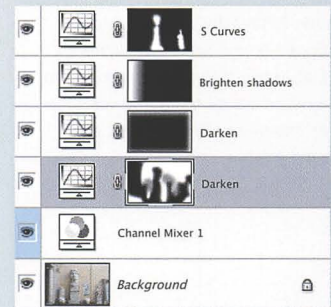 S Curves
Brighten shadows
Darken
Darken
Channel Mixer 1
Background